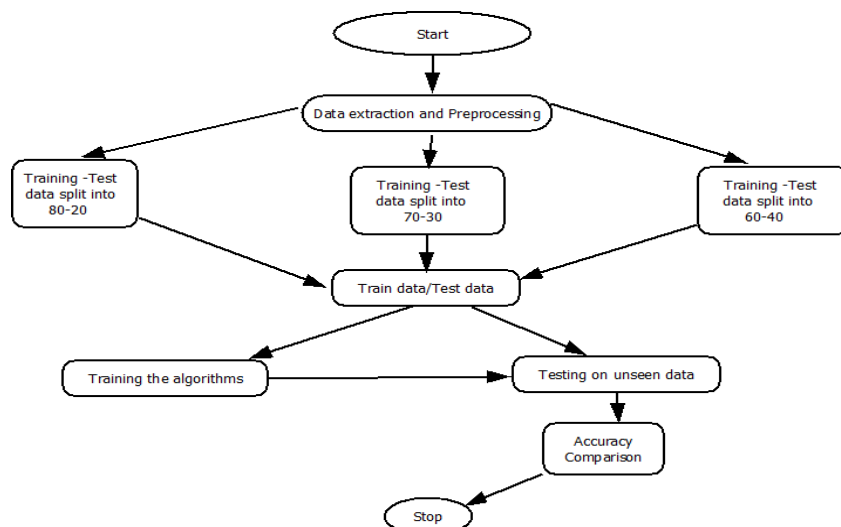 Start
Data extraction and Preprocessing
Training -Test
data split into
80-20
Training -Test
data split into
70-30
Training -Test
data split into
60-40
Train data/Test data
Training the algorithms
Testing on unseen data
Accuracy
Comparison
Stop